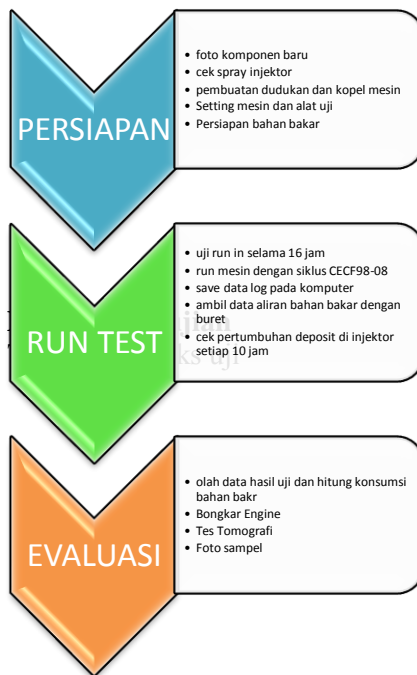 PERSIAPAN
• foto komponen baru
• cek spray injektor
• pembuatan dudukan dan kopel mesin
• Setting mesin dan alat uji
• Persiapan bahan bakar
RUN TEST
• uji run in selama 16 jam
• run mesin dengan siklus CECF98-08
• save data log pada komputer
• ambil data aliran bahan bakar dengan
buret
• cek pertumbuhan deposit di injektor
setiap 10 jam
EVALUASI
• olah data hasil uji dan hitung konsumsi
bahan bakr
• Bongkar Engine
• Tes Tomografi
• Foto sampel